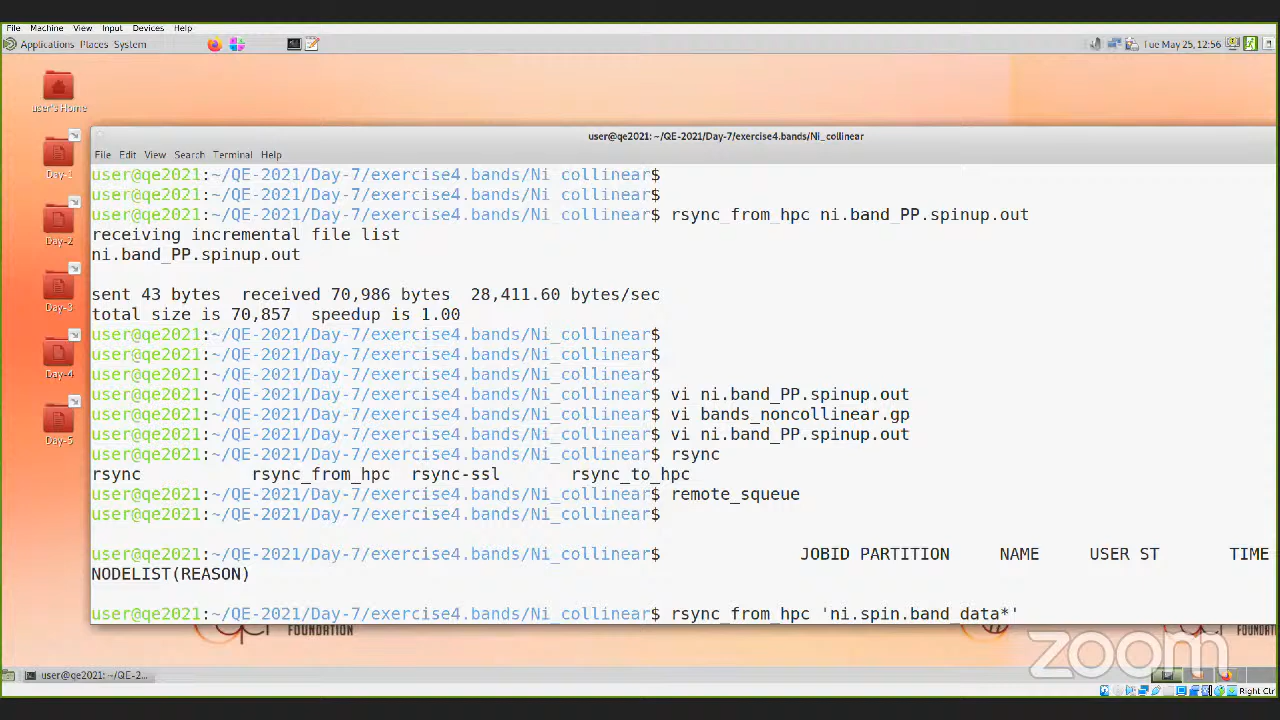 File Machine View Input Devices Help
Applications Places System
Tue May 25, 12:56
user's Home
Day-1
Day-2
Day-3
Day-4
Day-5
user@qe2021: ~/QE-2021/Day-7/exercise4.bands/Ni_collinear
File Edit View Search Terminal Help
user@qe2021:~/QE-2021/Day-7/exercise4.bands/Ni_collinear$
user@qe2021:~/QE-2021/Day-7/exercise4.bands/Ni_collinear$
user@qe2021:~/QE-2021/Day-7/exercise4.bands/Ni_collinear$ rsync_from_hpc ni.band_PP.spinup.out
receiving incremental file list
ni.band_PP.spinup.out
sent 43 bytes  received 70,986 bytes  28,411.60 bytes/sec
total size is 70,857  speedup is 1.00
user@qe2021:~/QE-2021/Day-7/exercise4.bands/Ni_collinear$
user@qe2021:~/QE-2021/Day-7/exercise4.bands/Ni_collinear$
user@qe2021:~/QE-2021/Day-7/exercise4.bands/Ni_collinear$
user@qe2021:~/QE-2021/Day-7/exercise4.bands/Ni_collinear$ vi ni.band_PP.spinup.out
user@qe2021:~/QE-2021/Day-7/exercise4.bands/Ni_collinear$ vi bands_noncollinear.gp
user@qe2021:~/QE-2021/Day-7/exercise4.bands/Ni_collinear$ vi ni.band_PP.spinup.out
user@qe2021:~/QE-2021/Day-7/exercise4.bands/Ni_collinear$ rsync
rsync rsync_from_hpc rsync-ssl rsync_to_hpc
user@qe2021:~/QE-2021/Day-7/exercise4.bands/Ni_collinear$ remote_squeue
user@qe2021:~/QE-2021/Day-7/exercise4.bands/Ni_collinear$
user@qe2021:~/QE-2021/Day-7/exercise4.bands/Ni_collinear$ JOBID PARTITION NAME USER ST TIME
NODELIST(REASON)
user@qe2021:~/QE-2021/Day-7/exercise4.bands/Ni_collinear$ rsync_from_hpc 'ni.spin.band_data*'
FOUNDATION
zoom
user@qe2021: ~/QE-2...
Right Ctrl